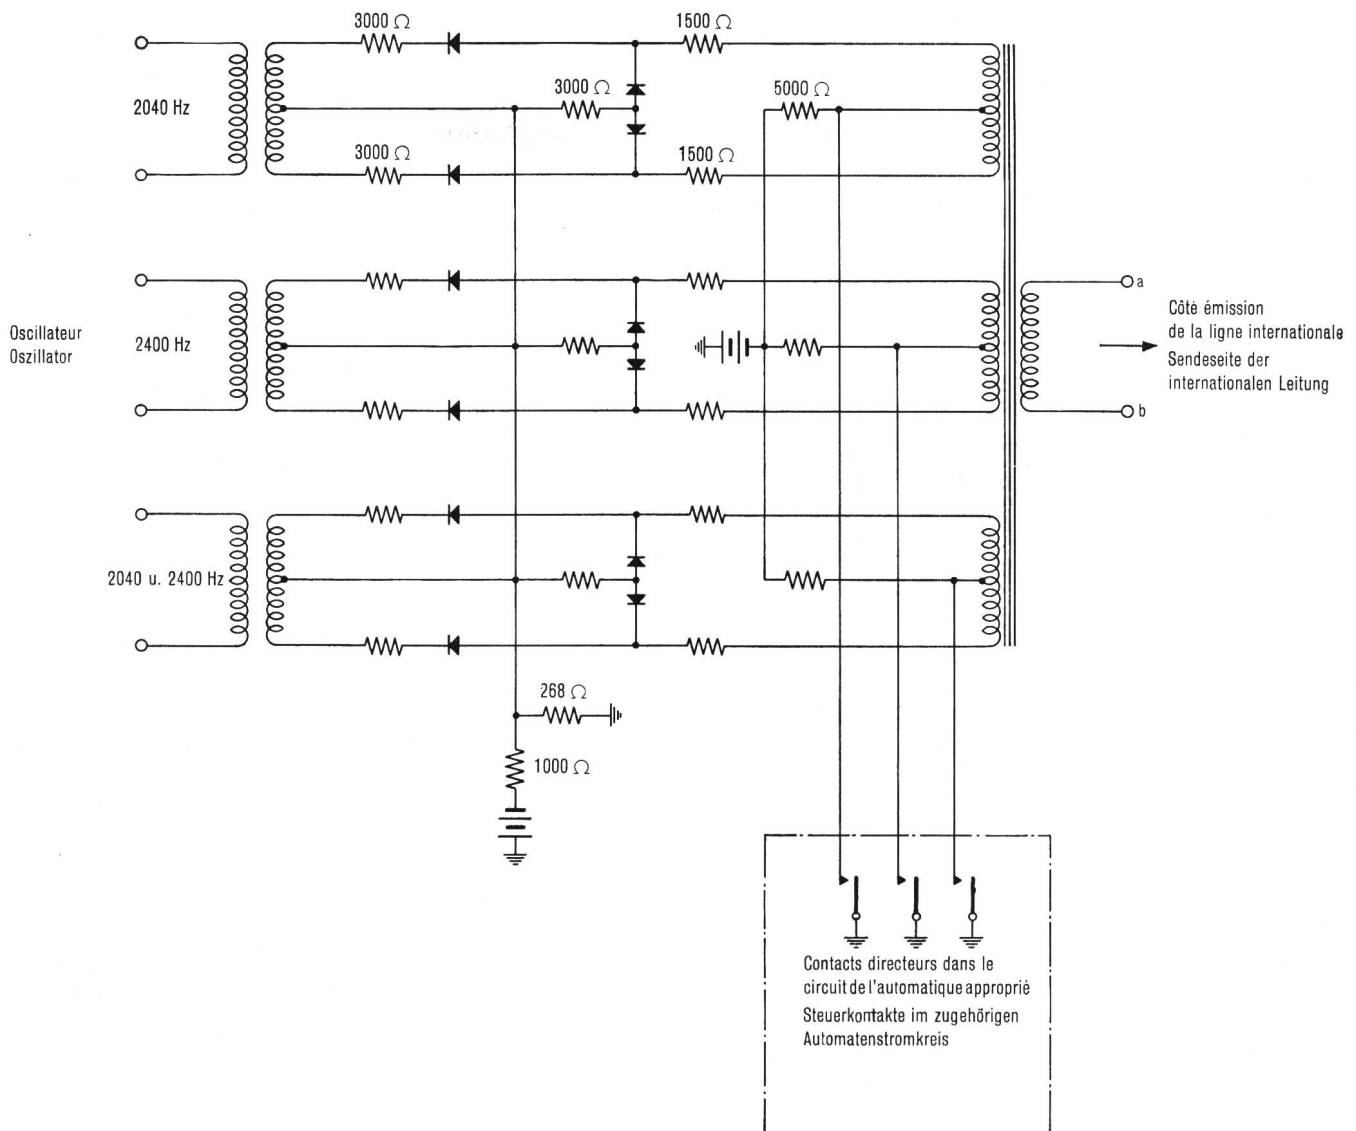 3000 Ω
1500 Ω
2040 Hz
3000 Ω
5000 Ω
3000 Ω
1500 Ω
Oscillateur
Oszillator
2400 Hz
a
b
Côté émission
de la ligne internationale
Sendeseite der
internationalen Leitung
2040 u. 2400 Hz
268 Ω
1000 Ω
Contacts directeurs dans le
circuit de l'automatique approprié
Steuerkontakte im zugehörigen
Automatenstromkreis